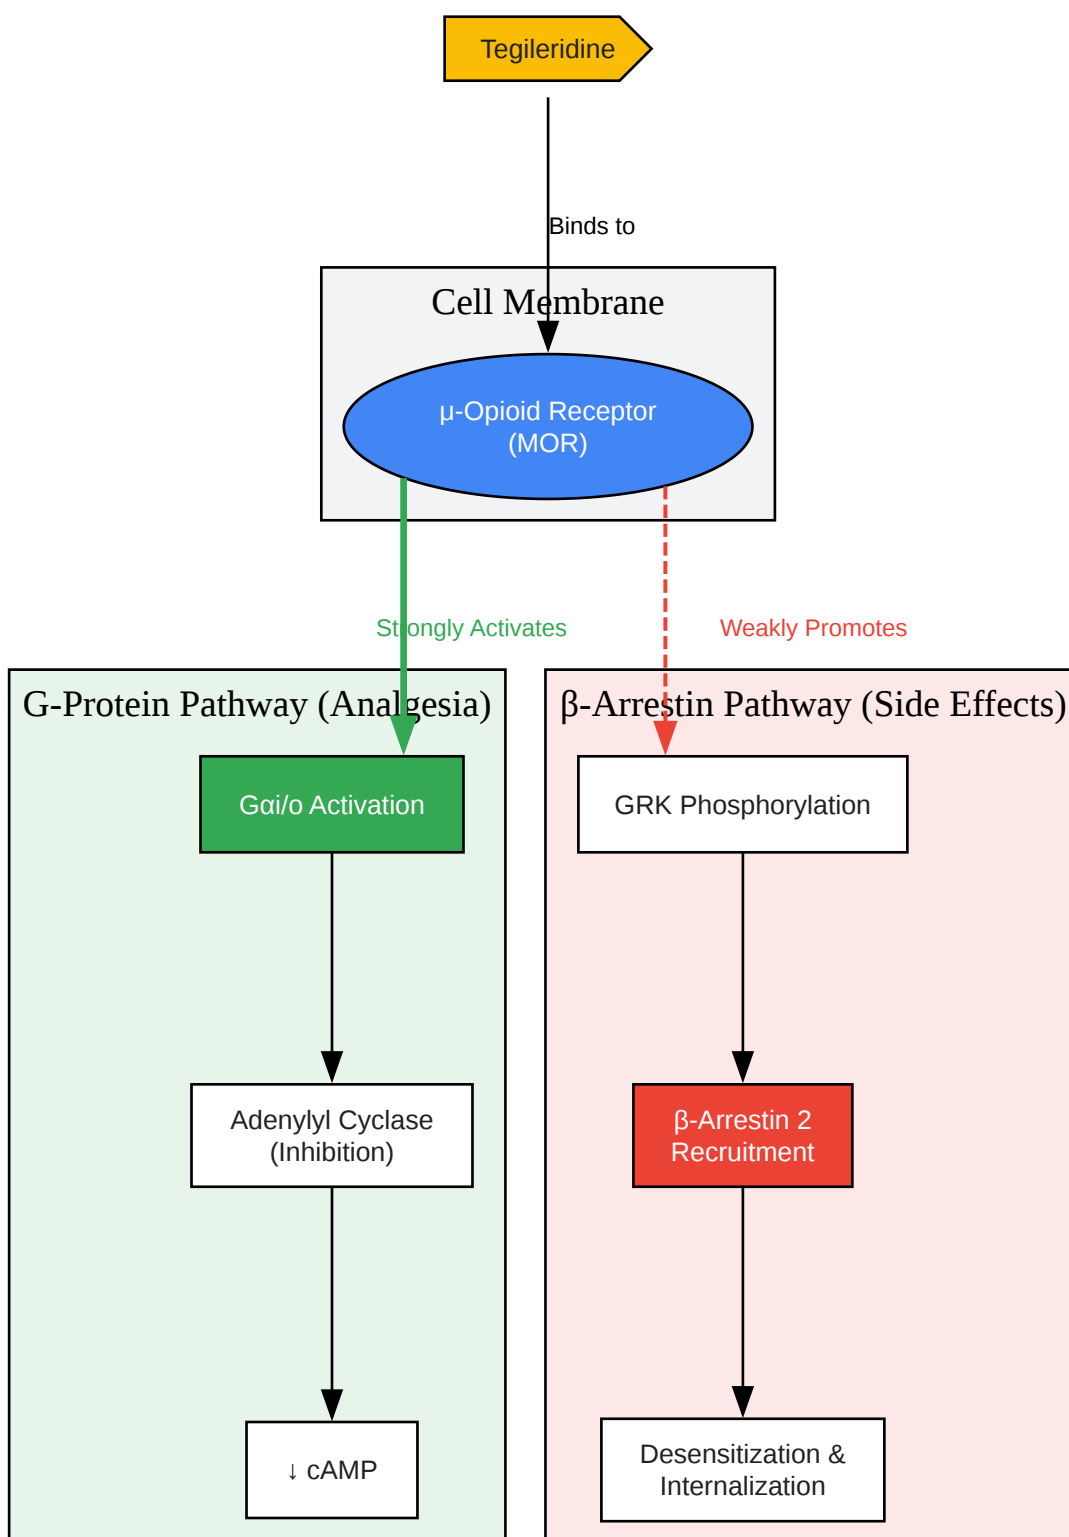 Tegileridine
Binds to
Cell Membrane
μ-Opioid Receptor
(MOR)
Strongly Activates
Weakly Promotes
G-Protein Pathway (Analgesia)
β-Arrestin Pathway (Side Effects)
Gαi/o Activation
GRK Phosphorylation
Adenylyl Cyclase
(Inhibition)
β-Arrestin 2
Recruitment
↓ cAMP
Desensitization &
Internalization